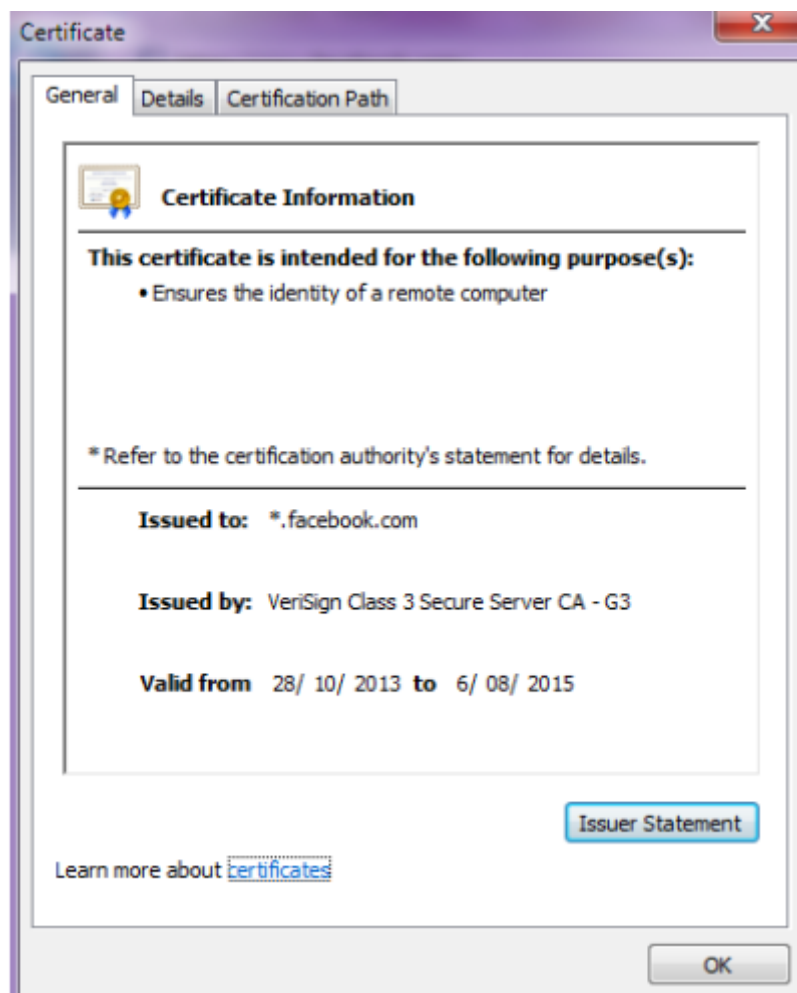 Certificate
General Details Certification Path
Certificate Information
This certificate is intended for the following purpose(s):
• Ensures the identity of a remote computer
* Refer to the certification authority's statement for details.
Issued to: *.facebook.com
Issued by: VeriSign Class 3 Secure Server CA - G3
Valid from 28/ 10/ 2013 to 6/ 08/ 2015
Issuer Statement
Learn more about certificates
OK